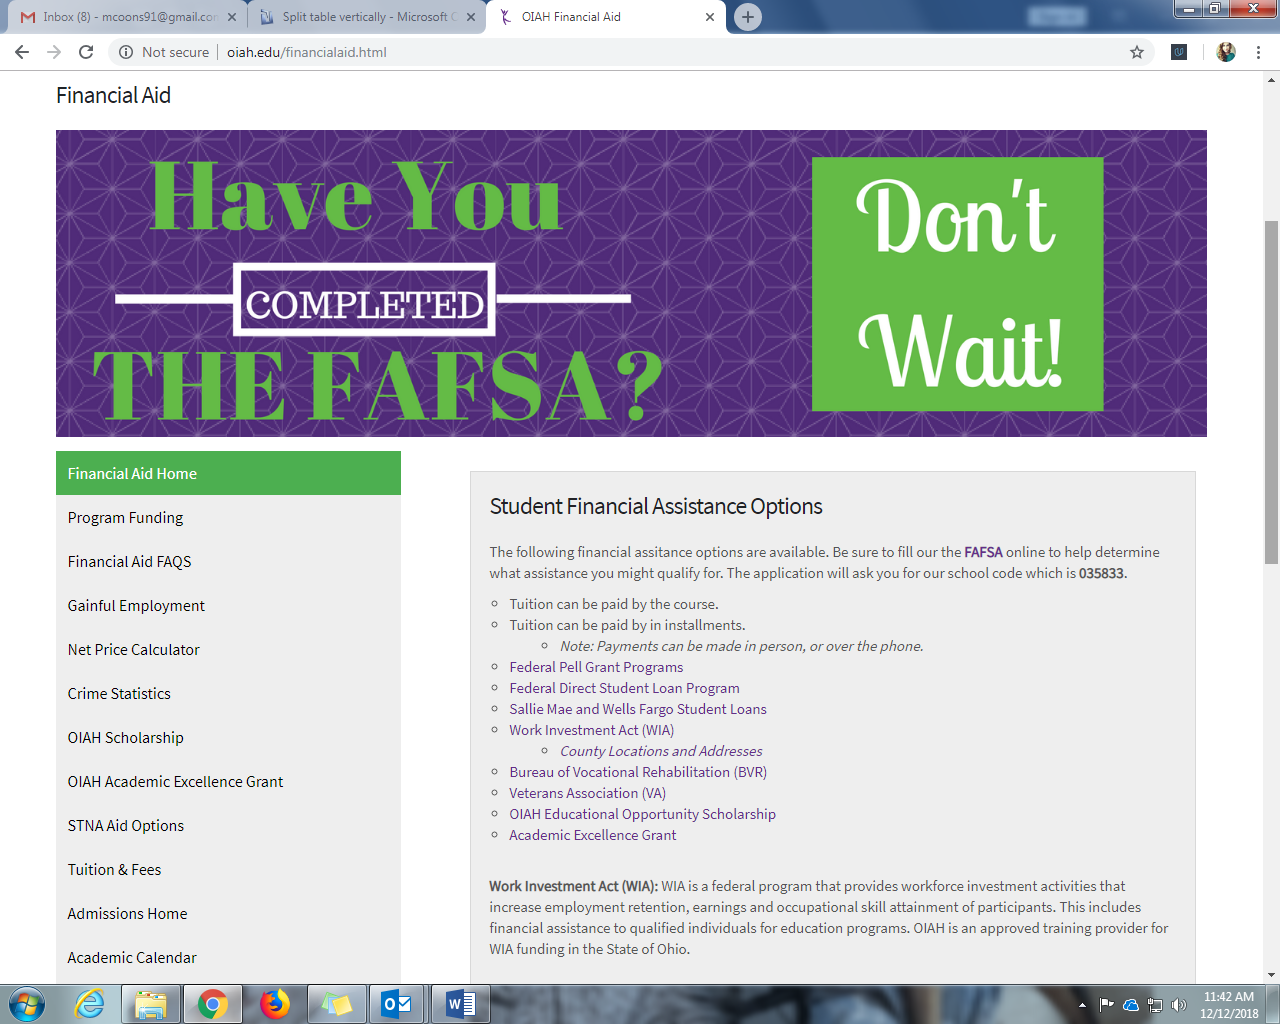 Inbox (8) - mcoons91@gmail.con
Split table vertically - Microsoft C
OIAH Financial Aid
Not secure
oiah.edu/financialaid.html
Financial Aid
Have You
COMPLETED
THE FAFSA?
Don't
Wait!
Financial Aid Home
Program Funding
Financial Aid FAQS
Gainful Employment
Net Price Calculator
Crime Statistics
OIAH Scholarship
OIAH Academic Excellence Grant
STNA Aid Options
Tuition & Fees
Admissions Home
Academic Calendar
Student Financial Assistance Options
The following financial assitance options are available. Be sure to fill our the FAFSA online to help determine
what assistance you might qualify for. The application will ask you for our school code which is 035833.
Tuition can be paid by the course.
Tuition can be paid by in installments.
Note: Payments can be made in person, or over the phone.
Federal Pell Grant Programs
Federal Direct Student Loan Program
Sallie Mae and Wells Fargo Student Loans
Work Investment Act (WIA)
County Locations and Addresses
Bureau of Vocational Rehabilitation (BVR)
Veterans Association (VA)
OIAH Educational Opportunity Scholarship
Academic Excellence Grant
Work Investment Act (WIA): WIA is a federal program that provides workforce investment activities that
increase employment retention, earnings and occupational skill attainment of participants. This includes
financial assistance to qualified individuals for education programs. OIAH is an approved training provider for
WIA funding in the State of Ohio.
11:42 AM
12/12/2018